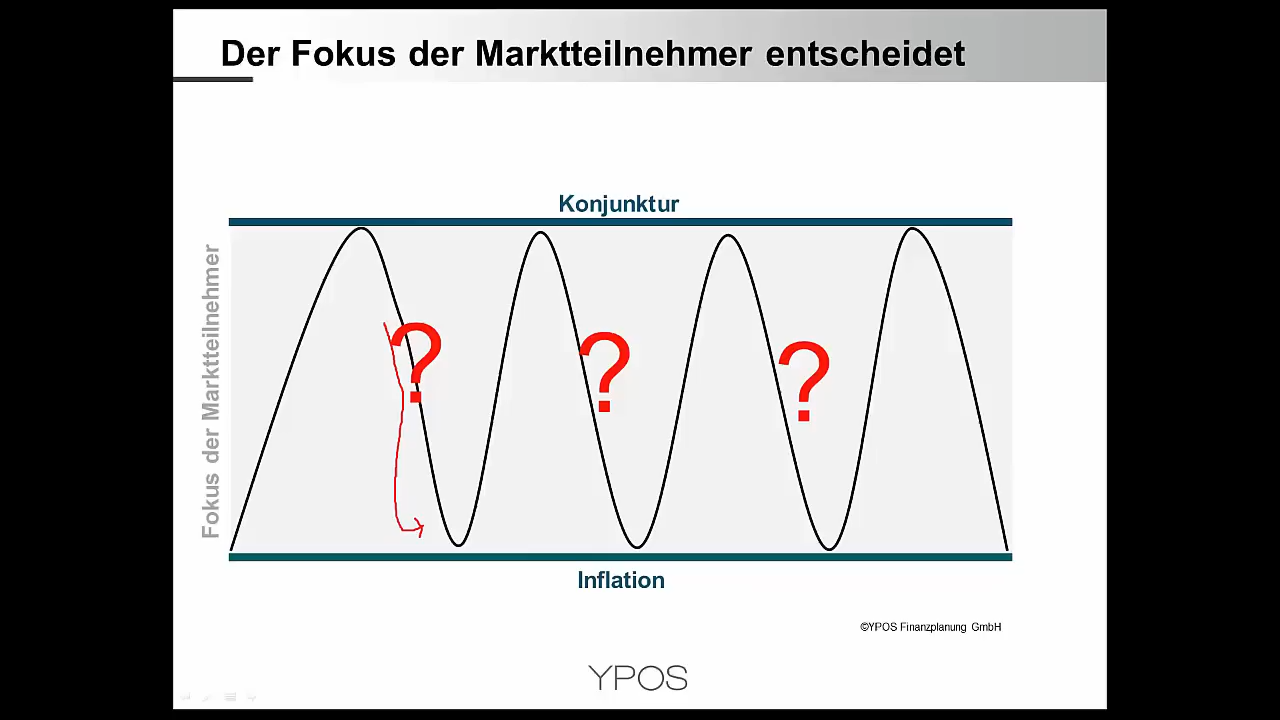 Der Fokus der Marktteilnehmer entscheidet
Konjunktur
Fokus der Marktteilnehmer
? ? ?
Inflation
©YPOS Finanzplanung GmbH
YPOS